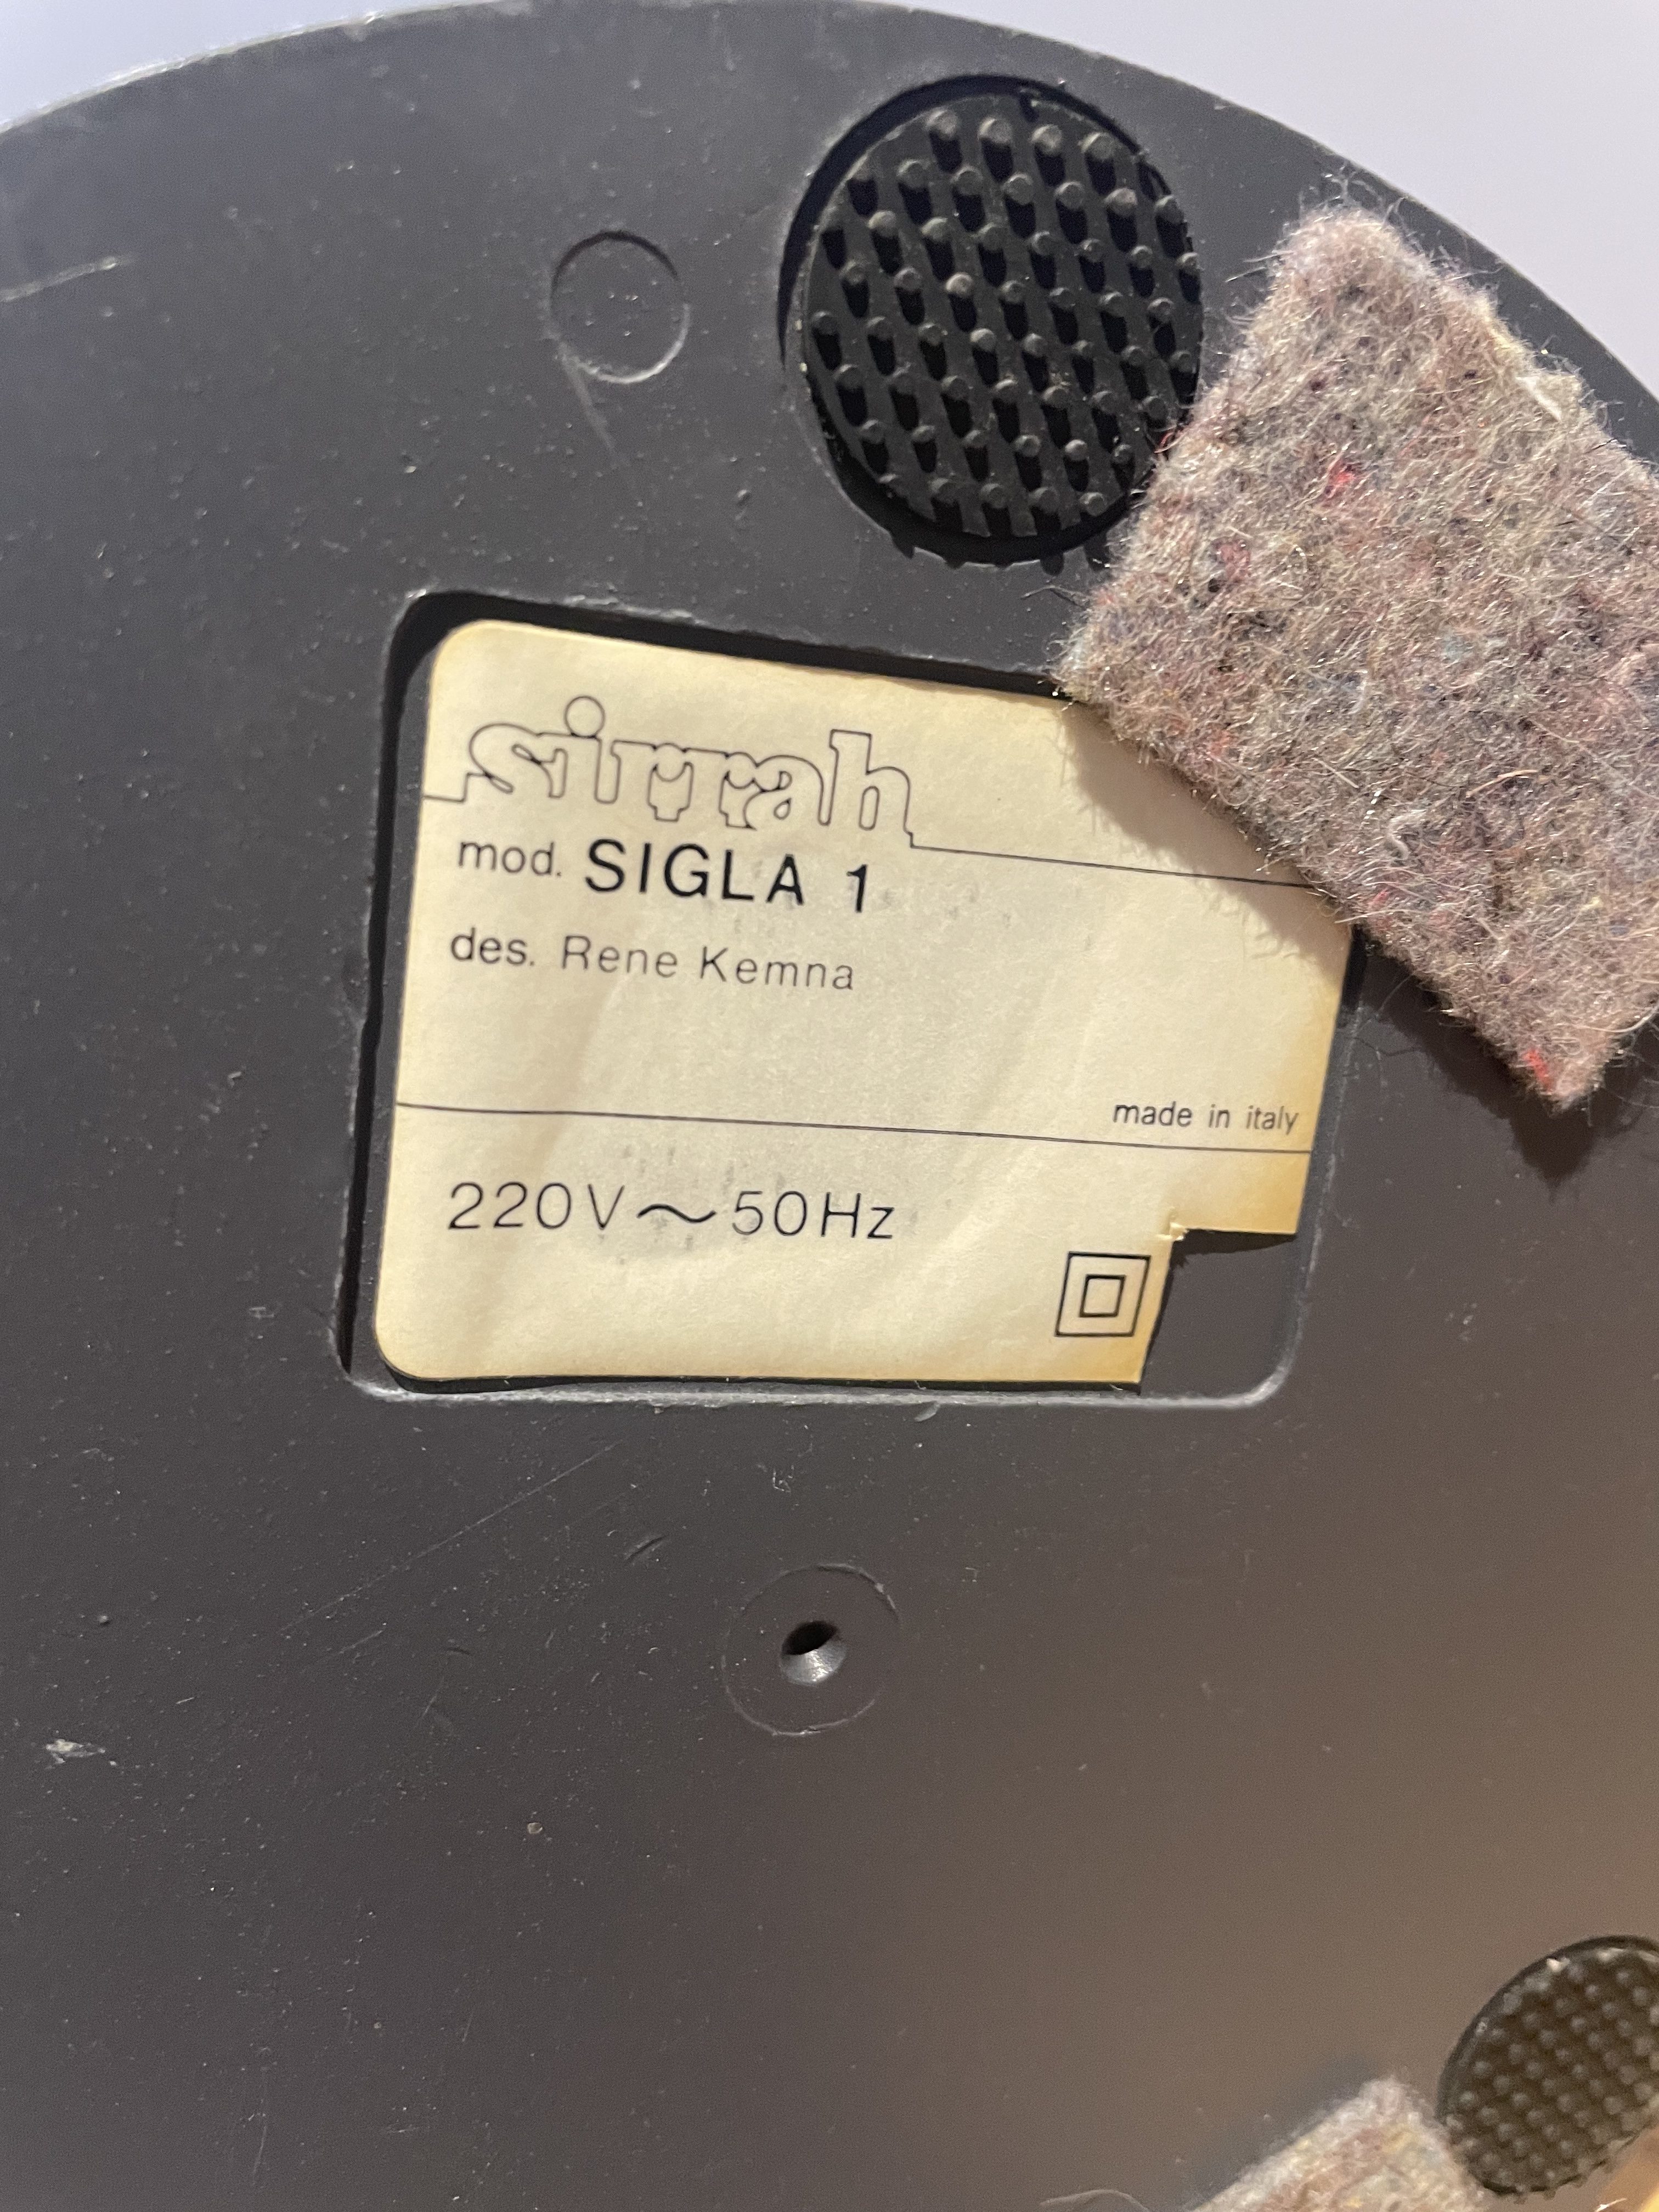 sirrah
mod. SIGLA 1
des. Rene Kemna
made in italy
220V~50Hz